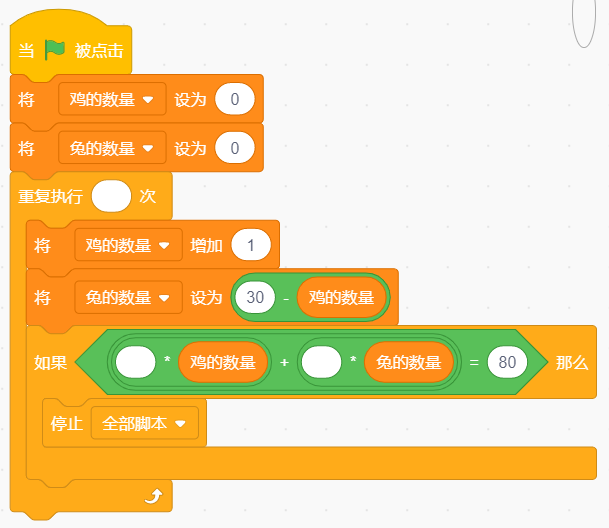 当 被点击
将 鸡的数量 设为 0
将 兔的数量 设为 0
重复执行 次
将 鸡的数量 增加 1
将 兔的数量 设为 30 - 鸡的数量
如果 * 鸡的数量 + * 兔的数量 = 80 那么
停止 全部脚本